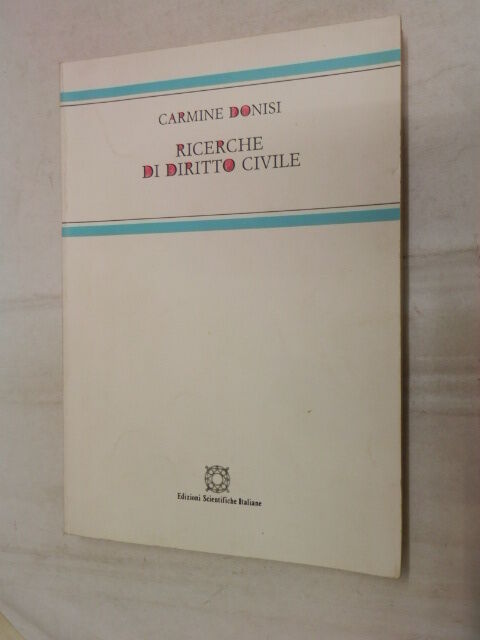 CARMINE DONISI
RICERCHE
DI DIRITTO CIVILE
Edizioni Scientifiche Italiane